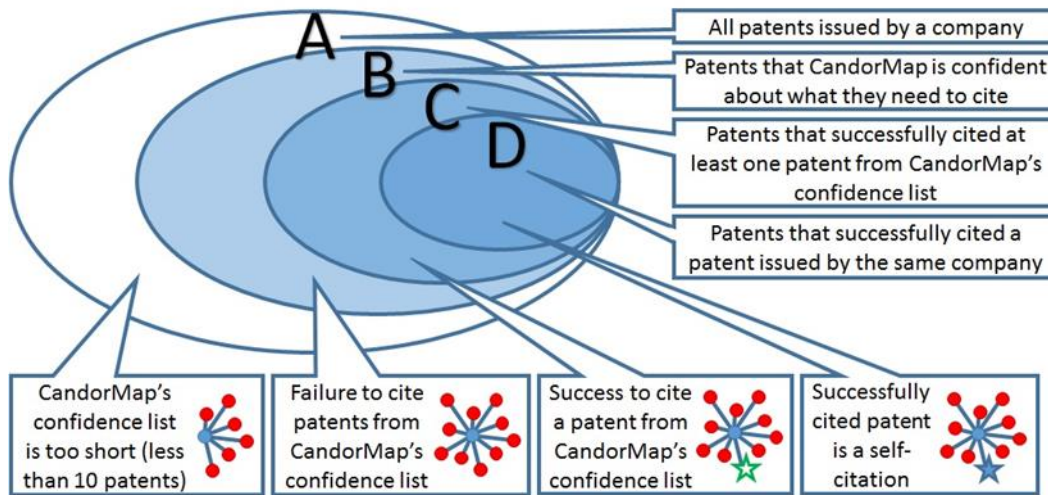 A
B
C
D
All patents issued by a company
Patents that CandorMap is confident
about what they need to cite
Patents that successfully cited at
least one patent from CandorMap's
confidence list
Patents that successfully cited a
patent issued by the same company
CandorMap's
confidence list
is too short (less
than 10 patents)
Failure to cite
patents from
CandorMap's
confidence list
Success to cite
a patent from
CandorMap's
confidence list
Successfully
cited patent
is a self-
citation